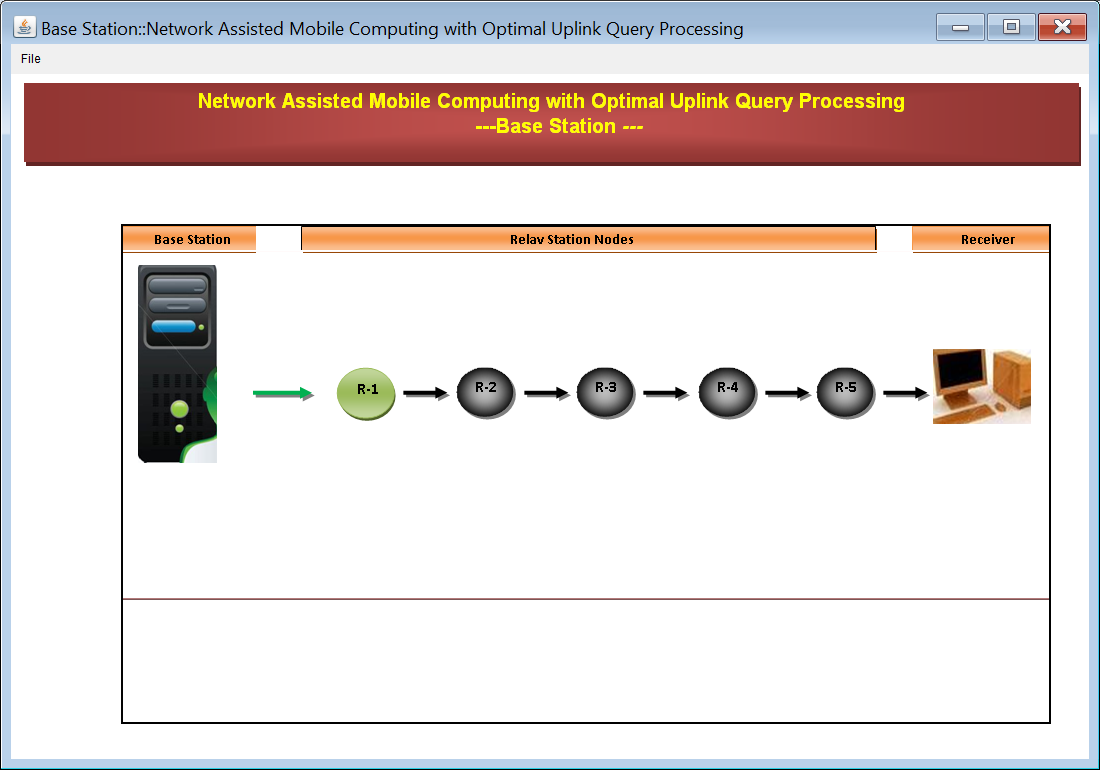 Base Station::Network Assisted Mobile Computing with Optimal Uplink Query Processing
File
Network Assisted Mobile Computing with Optimal Uplink Query Processing
---Base Station ---
Base Station
Relav Station Nodes
Receiver
R-1
R-2
R-3
R-4
R-5